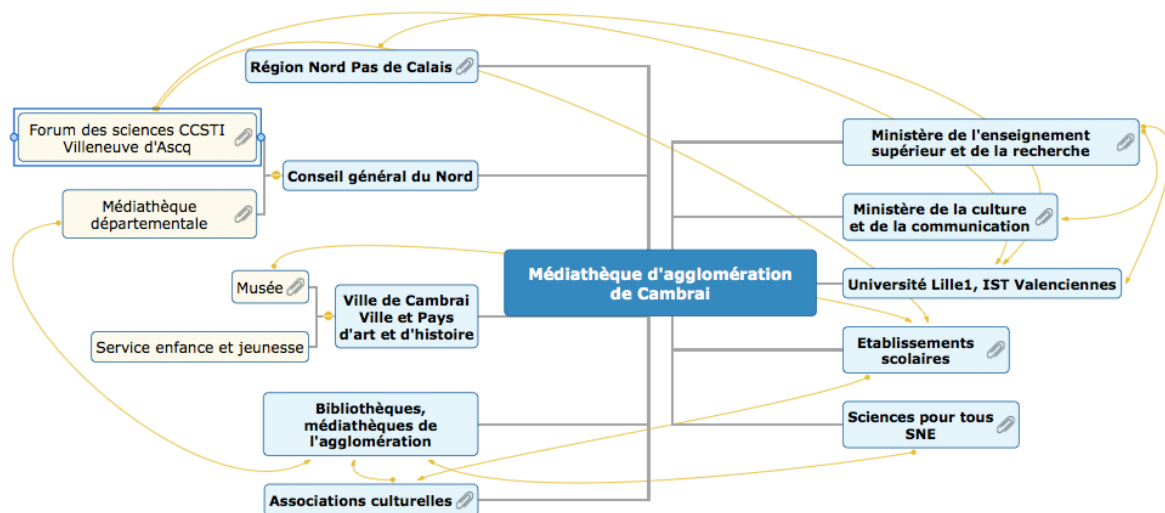 Région Nord Pas de Calais
Forum des sciences CCSTI
Villeneuve d'Ascq
Conseil général du Nord
Médiathèque
départementale
Musée
Ville de Cambrai
Ville et Pays
d'art et d'histoire
Service enfance et jeunesse
Bibliothèques,
médiathèques de
l'agglomération
Associations culturelles
Médiathèque d'agglomération
de Cambrai
Ministère de l'enseignement
supérieur et de la recherche
Ministère de la culture
et de la communication
Université Lille1, IST Valenciennes
Etablissements
scolaires
Sciences pour tous
SNE